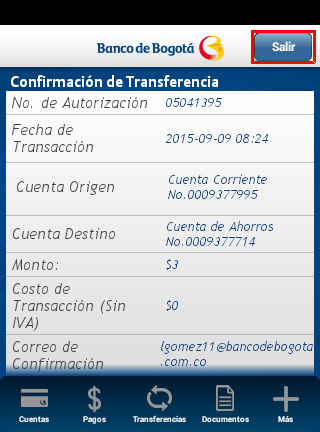 Banco de Bogotá
Salir
Confirmación de Transferencia
No. de Autorización 05041395
Fecha de
Transacción
2015-09-09 08:24
Cuenta Origen
Cuenta Corriente
No.0009377995
Cuenta Destino
Cuenta de Ahorros
No.0009377714
Monto: $3
Costo de
Transacción (Sin
IVA)
$0
Correo de
Confirmación
lgomez11@bancodebogota
.com.co
Cuentas Pagos Transferencias Documentos Más